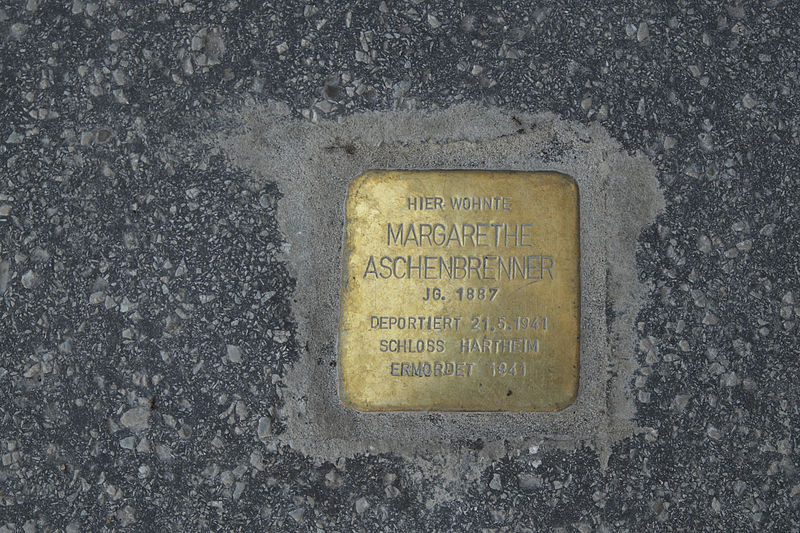 HIER WOHNTE
MARGARETHE
ASCHENBRENNER
JG. 1887
DEPORTIERT 21.5.1941
SCHLOSS HARTHEIM
ERMORDET 1941